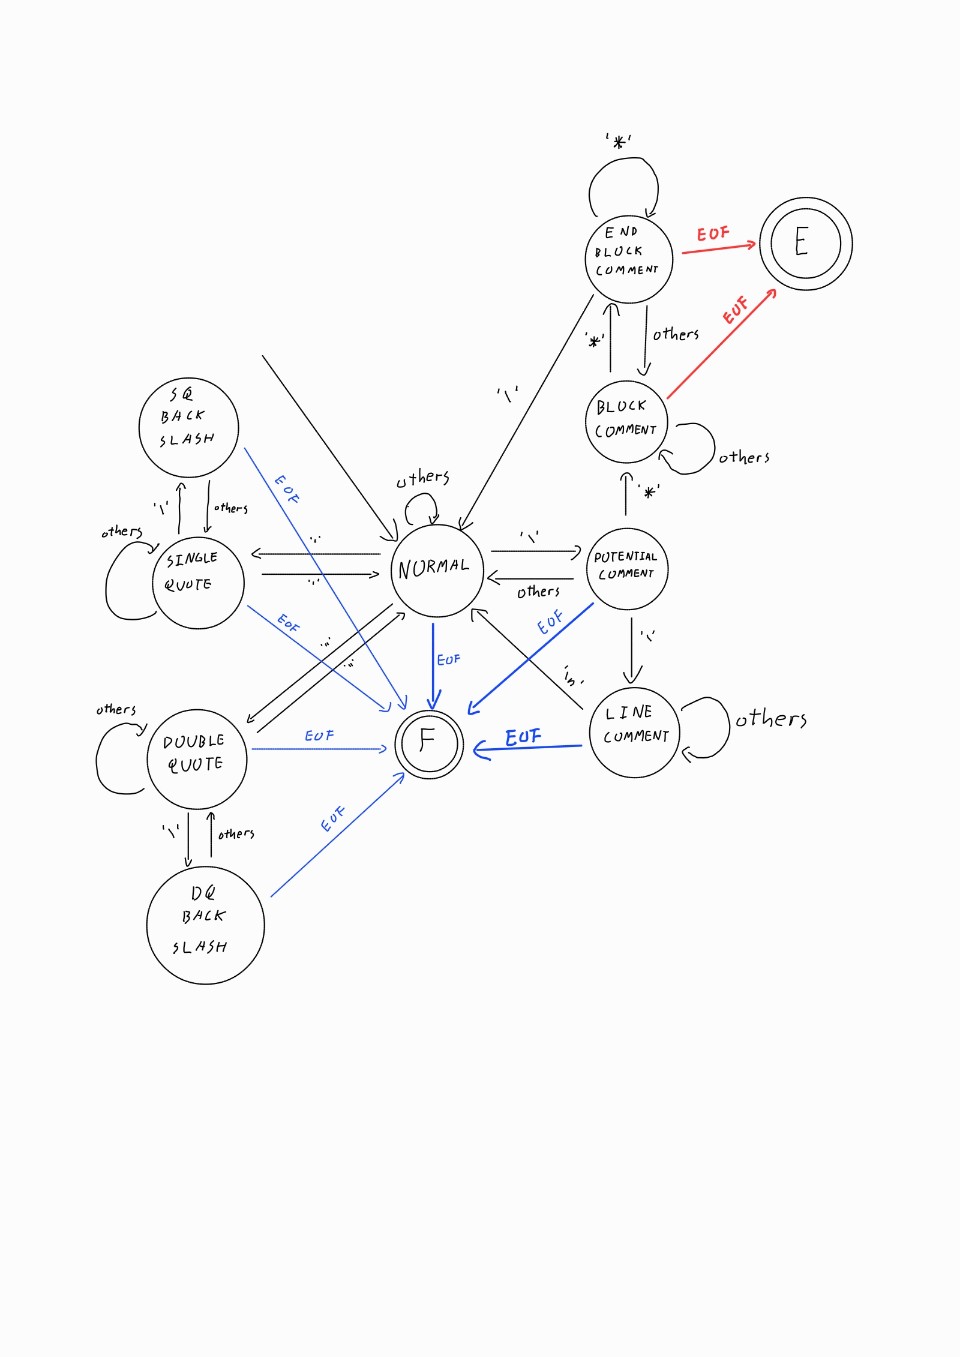 '*'
END
BLOCK
COMMENT
EOF
E
EOF
'*'
others
BLOCK
COMMENT
others
'*'
'\'
SQ
BACK
SLASH
EOF
'\'
others
others
SINGLE
QUOTE
'''
'''
others
NORMAL
'\'
others
POTENTIAL
COMMENT
EOF
EOF
'"'
'"'
EOF
'\'
'\n'
others
DOUBLE
QUOTE
EOF
F
EOF
LINE
COMMENT
others
'\'
others
EOF
DQ
BACK
SLASH